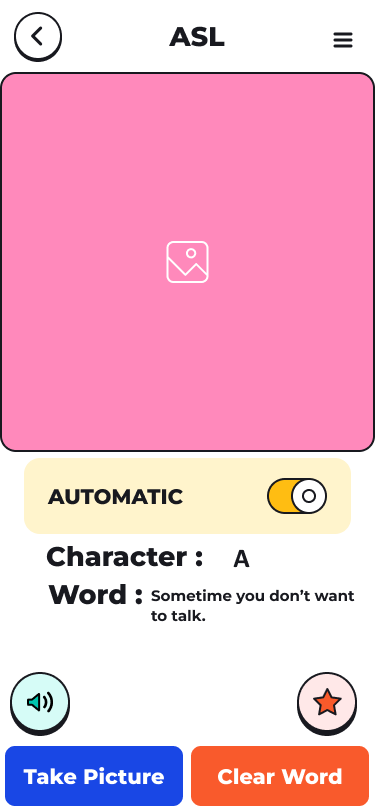 ASL
AUTOMATIC
Character : A
Word : Sometime you don’t want
to talk.
Take Picture
Clear Word